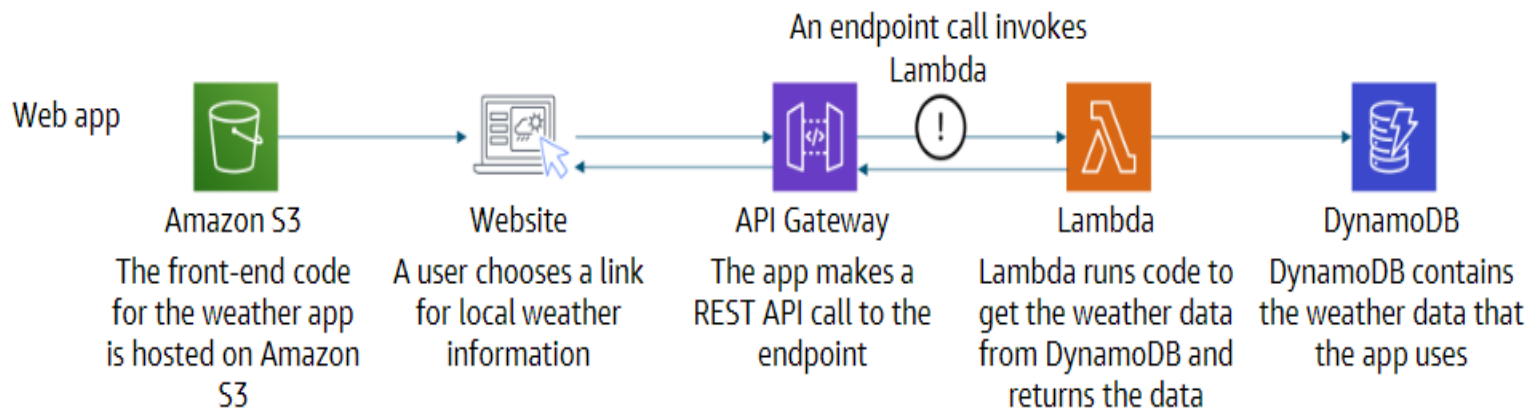 An endpoint call invokes
Lambda
Web app
!
</>
Amazon S3
Website
API Gateway
Lambda
DynamoDB
The front-end code
for the weather app
is hosted on Amazon
S3
A user chooses a link
for local weather
information
The app makes a
REST API call to the
endpoint
Lambda runs code to
get the weather data
from DynamoDB and
returns the data
DynamoDB contains
the weather data that
the app uses